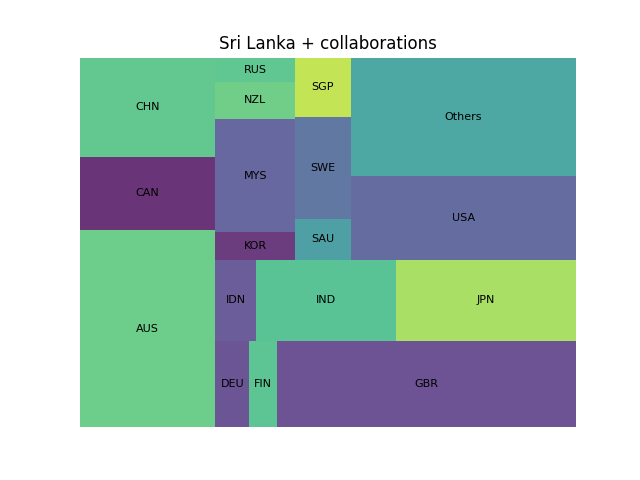 Sri Lanka + collaborations
RUS
SGP
CHN
NZL
Others
MYS
SWE
CAN
USA
SAU
KOR
IDN
IND
JPN
AUS
DEU
FIN
GBR